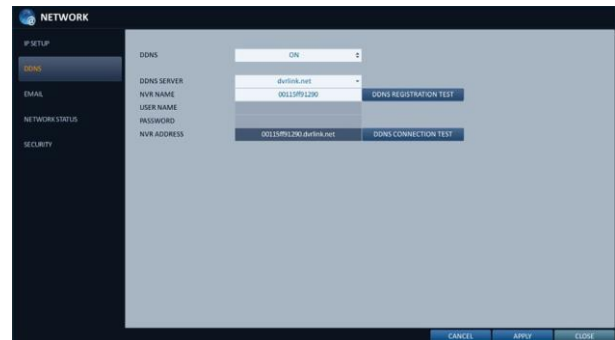 NETWORK
IP SETUP
DDNS
EMAIL
NETWORK STATUS
SECURITY
DDNS ON
DDNS SERVER dvrlink.net
NVR NAME 00115ff91290 DDNS REGISTRATION TEST
USER NAME
PASSWORD
NVR ADDRESS 00115ff91290.dvrlink.net DDNS CONNECTION TEST
CANCEL APPLY CLOSE